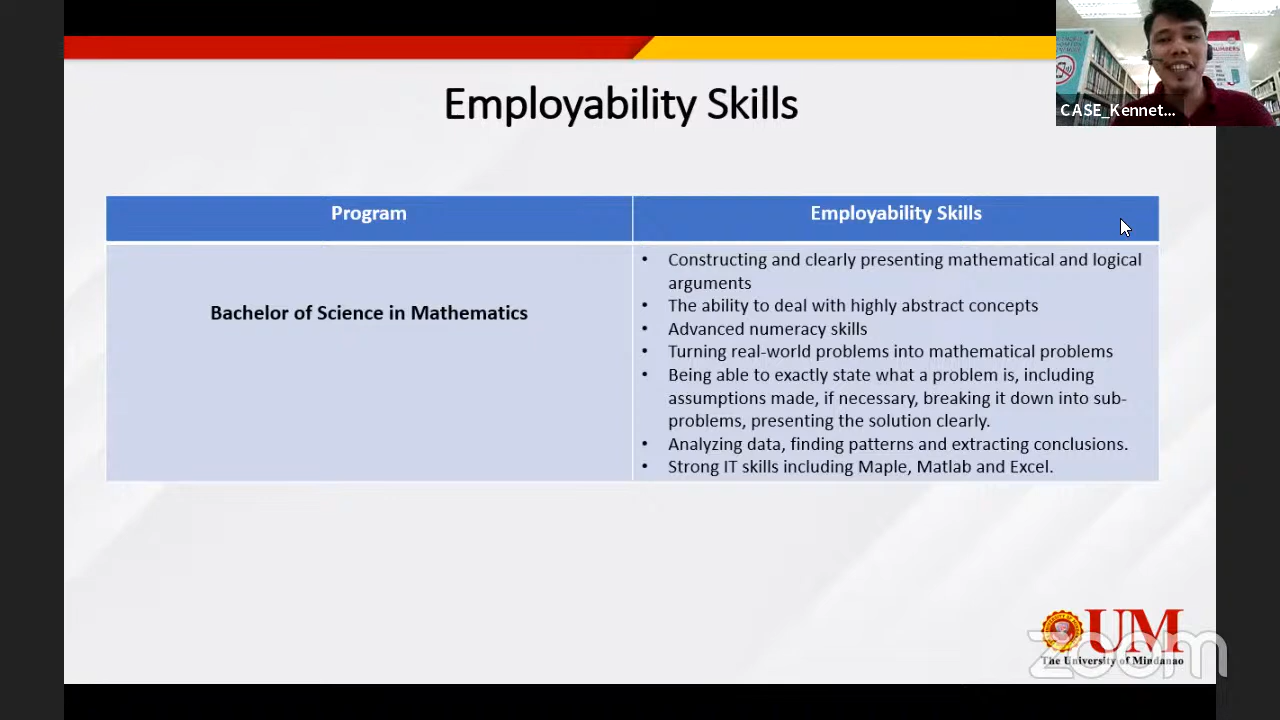 Employability Skills
CASE_Kennet...
Program
Employability Skills
Bachelor of Science in Mathematics
• Constructing and clearly presenting mathematical and logical
arguments
• The ability to deal with highly abstract concepts
• Advanced numeracy skills
• Turning real-world problems into mathematical problems
• Being able to exactly state what a problem is, including
assumptions made, if necessary, breaking it down into sub-
problems, presenting the solution clearly.
• Analyzing data, finding patterns and extracting conclusions.
• Strong IT skills including Maple, Matlab and Excel.
UM
The University of Mindanao
zoom